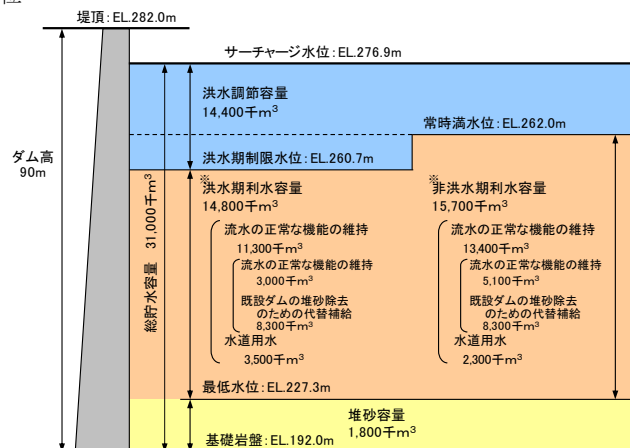 堤頂:EL.282.0m
サーチャージ水位:EL.276.9m
洪水調節容量
14,400千m³
常時満水位:EL.262.0m
ダム高
90m
洪水期制限水位:EL.260.7m
総貯水容量 31,000千m³
※
洪水期利水容量
14,800千m³
流水の正常な機能の維持
11,300千m³
流水の正常な機能の維持
3,000千m³
既設ダムの堆砂除去
のための代替補給
8,300千m³
水道用水
3,500千m³
※
非洪水期利水容量
15,700千m³
流水の正常な機能の維持
13,400千m³
流水の正常な機能の維持
5,100千m³
既設ダムの堆砂除去
のための代替補給
8,300千m³
水道用水
2,300千m³
最低水位:EL.227.3m
堆砂容量
1,800千m³
基礎岩盤:EL.192.0m